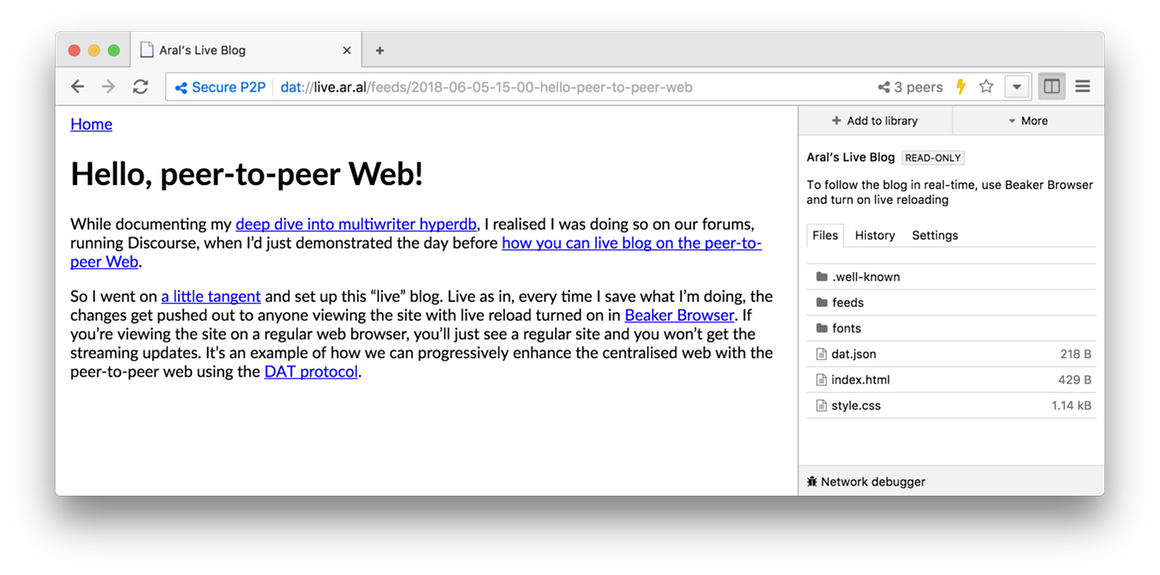 Aral's Live Blog
Secure P2P dat://live.ar.al/feeds/2018-06-05-15-00-hello-peer-to-peer-web 3 peers
Home
Hello, peer-to-peer Web!
While documenting my deep dive into multiwriter hyperdb, I realised I was doing so on our forums,
running Discourse, when I’d just demonstrated the day before how you can live blog on the peer-to-
peer Web.
So I went on a little tangent and set up this “live” blog. Live as in, every time I save what I’m doing, the
changes get pushed out to anyone viewing the site with live reload turned on in Beaker Browser. If
you’re viewing the site on a regular web browser, you’ll just see a regular site and you won’t get the
streaming updates. It’s an example of how we can progressively enhance the centralised web with the
peer-to-peer web using the DAT protocol.
Add to library More
Aral's Live Blog READ-ONLY
To follow the blog in real-time, use Beaker Browser
and turn on live reloading
Files History Settings
.well-known
feeds
fonts
dat.json 218 B
index.html 429 B
style.css 1.14 kB
Network debugger